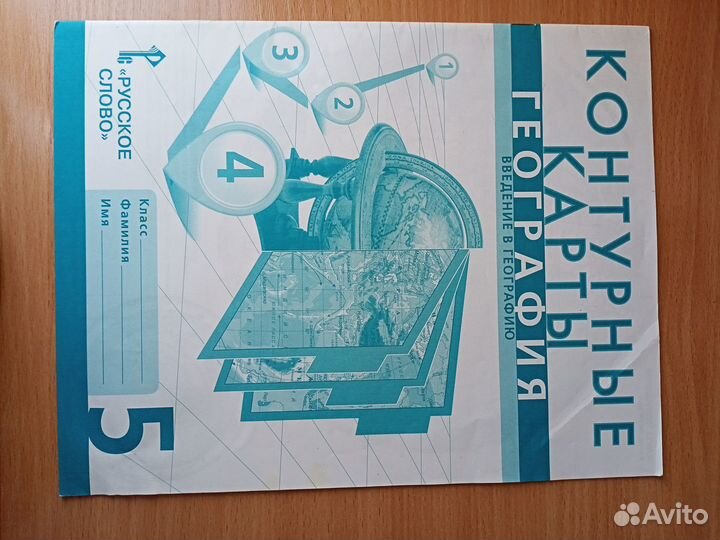 КОНТУРНЫЕ
КАРТЫ
ГЕОГРАФИЯ
ВВЕДЕНИЕ В ГЕОГРАФИЮ
1
2
3
4
«РУССКОЕ
СЛОВО»
Класс
Фамилия
Имя
5
Avito